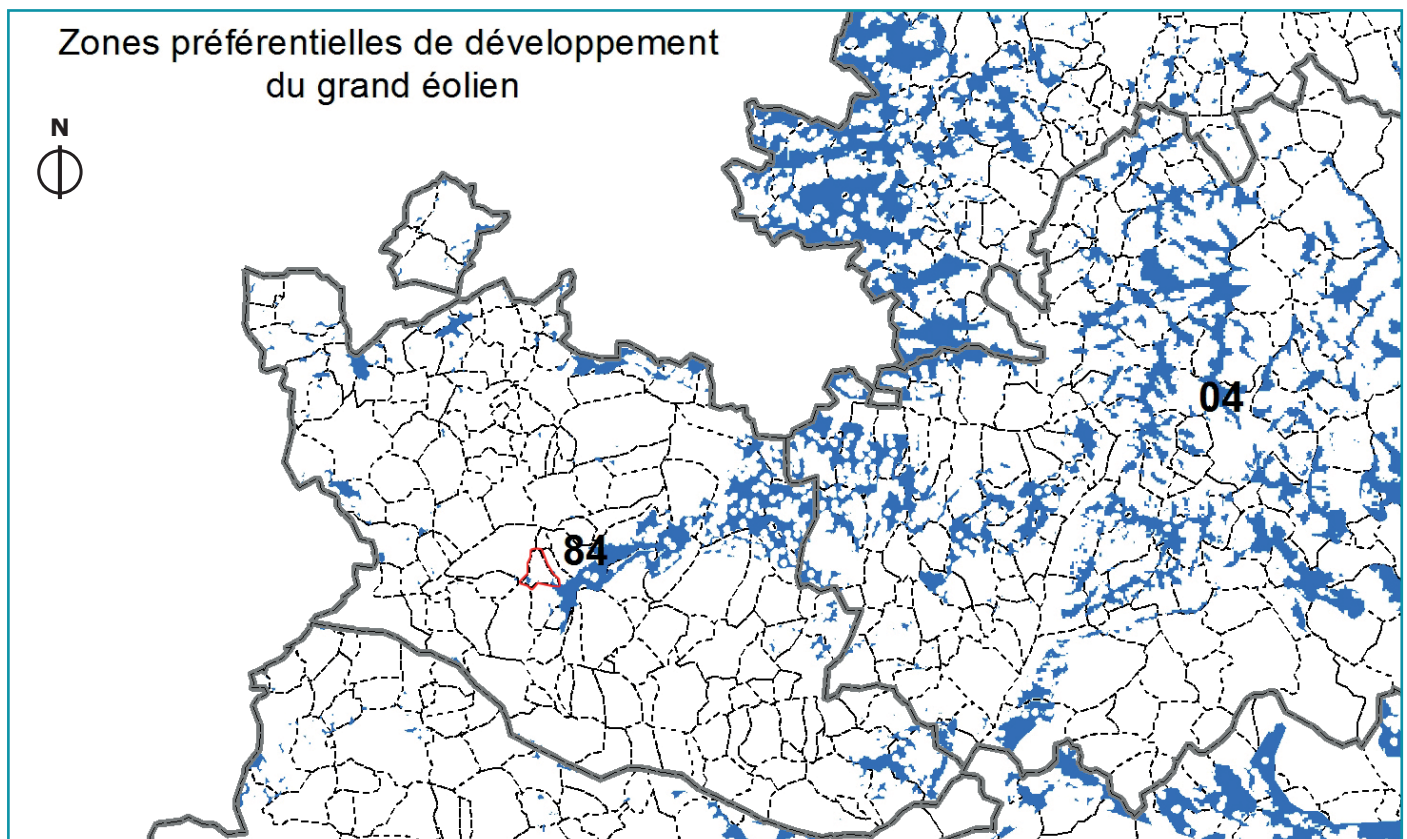 Zones préférentielles de développement
du grand éolien
N
04
84